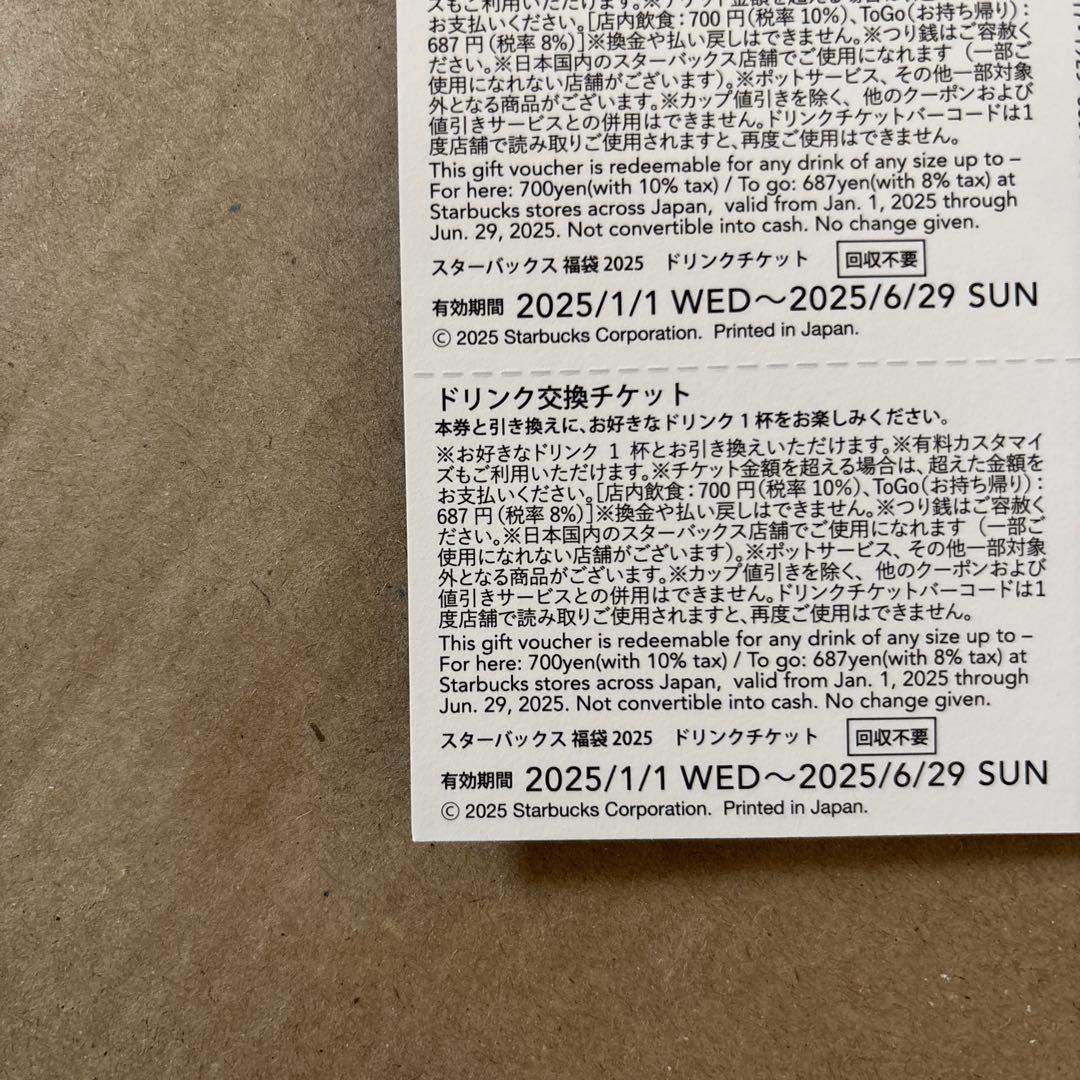 ズもご利用いただけます。※チケット金額を超える場合は、超えた金額を
お支払いください。[店内飲食:700 円(税率 10%)、ToGo(お持ち帰り):
687 円(税率 8%)]※換金や払い戻しはできません。※つり銭はご容赦く
ださい。※日本国内のスターバックス店舗でご使用になれます(一部ご
使用になれない店舗がございます)。※ポットサービス、その他一部対象
外となる商品がございます。※カップ値引きを除く、他のクーポンおよび
値引きサービスとの併用はできません。ドリンクチケットバーコードは1
度店舗で読み取りご使用されますと、再度ご使用はできません。
This gift voucher is redeemable for any drink of any size up to –
For here: 700yen(with 10% tax) / To go: 687yen(with 8% tax) at
Starbucks stores across Japan, valid from Jan. 1, 2025 through
Jun. 29, 2025. Not convertible into cash. No change given.
スターバックス 福袋 2025 ドリンクチケット 回収不要
有効期間 2025/1/1 WED～2025/6/29 SUN
© 2025 Starbucks Corporation. Printed in Japan.
ドリンク交換チケット
本券と引き換えに、お好きなドリンク 1 杯をお楽しみください。
※お好きなドリンク 1 杯とお引き換えいただけます。※有料カスタマイ
ズもご利用いただけます。※チケット金額を超える場合は、超えた金額を
お支払いください。[店内飲食:700 円(税率 10%)、ToGo(お持ち帰り):
687 円(税率 8%)]※換金や払い戻しはできません。※つり銭はご容赦く
ださい。※日本国内のスターバックス店舗でご使用になれます(一部ご
使用になれない店舗がございます)。※ポットサービス、その他一部対象
外となる商品がございます。※カップ値引きを除く、他のクーポンおよび
値引きサービスとの併用はできません。ドリンクチケットバーコードは1
度店舗で読み取りご使用されますと、再度ご使用はできません。
This gift voucher is redeemable for any drink of any size up to –
For here: 700yen(with 10% tax) / To go: 687yen(with 8% tax) at
Starbucks stores across Japan, valid from Jan. 1, 2025 through
Jun. 29, 2025. Not convertible into cash. No change given.
スターバックス 福袋 2025 ドリンクチケット 回収不要
有効期間 2025/1/1 WED～2025/6/29 SUN
© 2025 Starbucks Corporation. Printed in Japan.